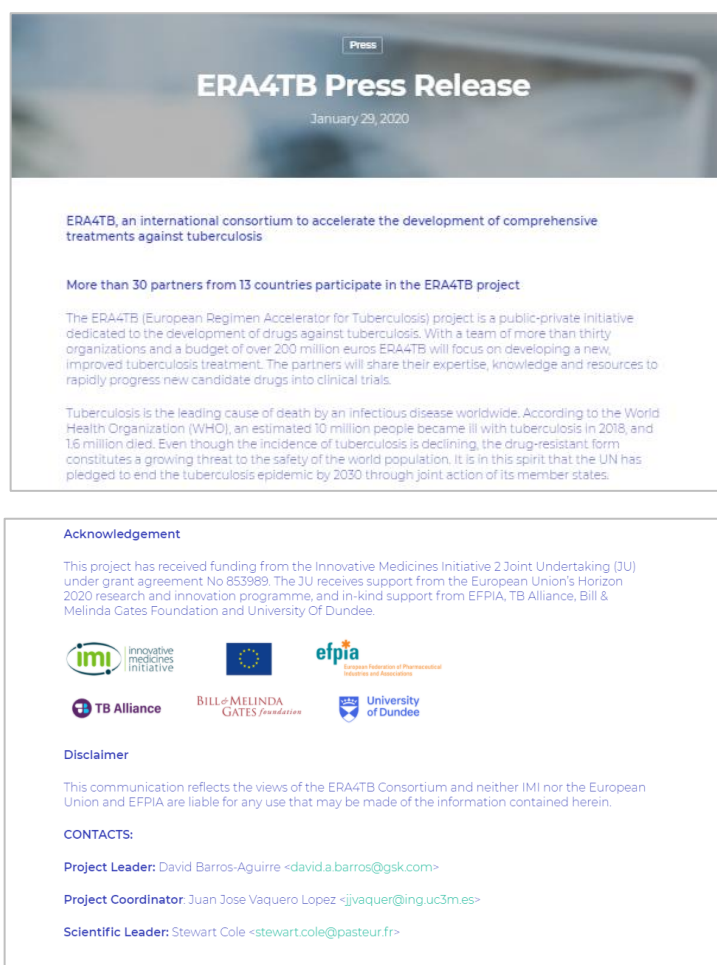 Press
ERA4TB Press Release
January 29, 2020
ERA4TB, an international consortium to accelerate the development of comprehensive
treatments against tuberculosis
More than 30 partners from 13 countries participate in the ERA4TB project
The ERA4TB (European Regimen Accelerator for Tuberculosis) project is a public-private initiative
dedicated to the development of drugs against tuberculosis. With a team of more than thirty
organizations and a budget of over 200 million euros ERA4TB will focus on developing a new,
improved tuberculosis treatment. The partners will share their expertise, knowledge and resources to
rapidly progress new candidate drugs into clinical trials.
Tuberculosis is the leading cause of death by an infectious disease worldwide. According to the World
Health Organization (WHO), an estimated 10 million people became ill with tuberculosis in 2018, and
1.6 million died. Even though the incidence of tuberculosis is declining, the drug-resistant form
constitutes a growing threat to the safety of the world population. It is in this spirit that the UN has
pledged to end the tuberculosis epidemic by 2030 through joint action of its member states.
Acknowledgement
This project has received funding from the Innovative Medicines Initiative 2 Joint Undertaking (JU)
under grant agreement No 853989. The JU receives support from the European Union's Horizon
2020 research and innovation programme, and in-kind support from EFPIA, TB Alliance, Bill &
Melinda Gates Foundation and University Of Dundee.
imi innovative
medicines
initiative
efpia
European Federation of Pharmaceutical
Industries and Associations
TB Alliance
BILL & MELINDA
GATES foundation
University
of Dundee
Disclaimer
This communication reflects the views of the ERA4TB Consortium and neither IMI nor the European
Union and EFPIA are liable for any use that may be made of the information contained herein.
CONTACTS:
Project Leader: David Barros-Aguirre <david.a.barros@gsk.com>
Project Coordinator: Juan Jose Vaquero Lopez <jjvaquer@ing.uc3m.es>
Scientific Leader: Stewart Cole <stewart.cole@pasteur.fr>